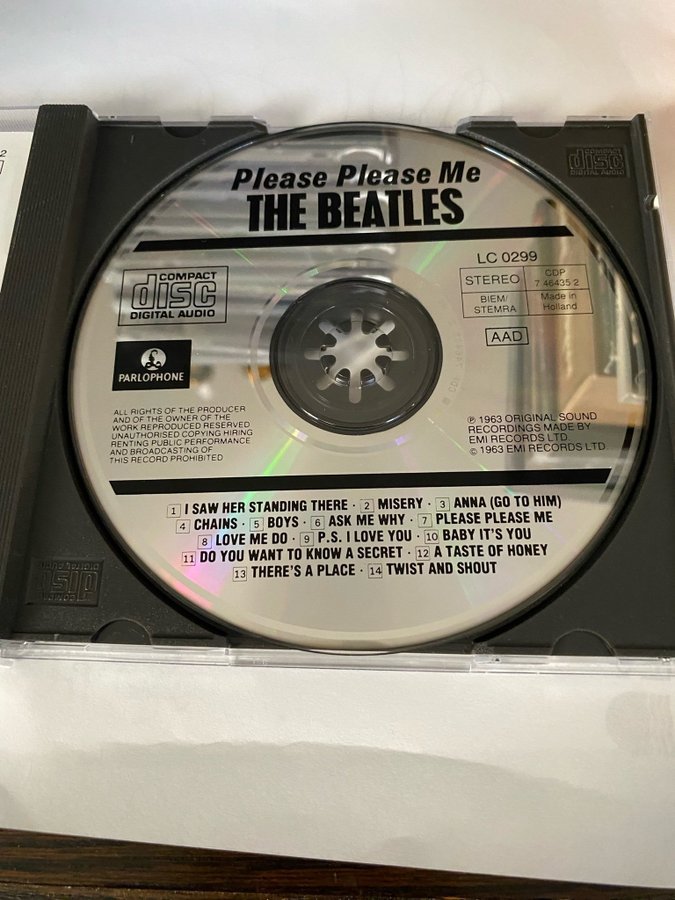 Please Please Me
THE BEATLES
COMPACT
disc
DIGITAL AUDIO
LC 0299
STEREO
CDP
7 46435 2
BIEM/
STEMRA
Made in
Holland
AAD
COMPACT
disc
DIGITAL AUDIO
PARLOPHONE
ALL RIGHTS OF THE PRODUCER
AND OF THE OWNER OF THE
WORK REPRODUCED RESERVED
UNAUTHORISED COPYING HIRING
RENTING PUBLIC PERFORMANCE
AND BROADCASTING OF
THIS RECORD PROHIBITED
℗ 1963 ORIGINAL SOUND
RECORDINGS MADE BY
EMI RECORDS LTD.
© 1963 EMI RECORDS LTD
1 I SAW HER STANDING THERE · 2 MISERY · 3 ANNA (GO TO HIM)
4 CHAINS · 5 BOYS · 6 ASK ME WHY · 7 PLEASE PLEASE ME
8 LOVE ME DO · 9 P.S. I LOVE YOU · 10 BABY IT'S YOU
11 DO YOU WANT TO KNOW A SECRET · 12 A TASTE OF HONEY
13 THERE'S A PLACE · 14 TWIST AND SHOUT
COMPACT
disc
DIGITAL AUDIO
2